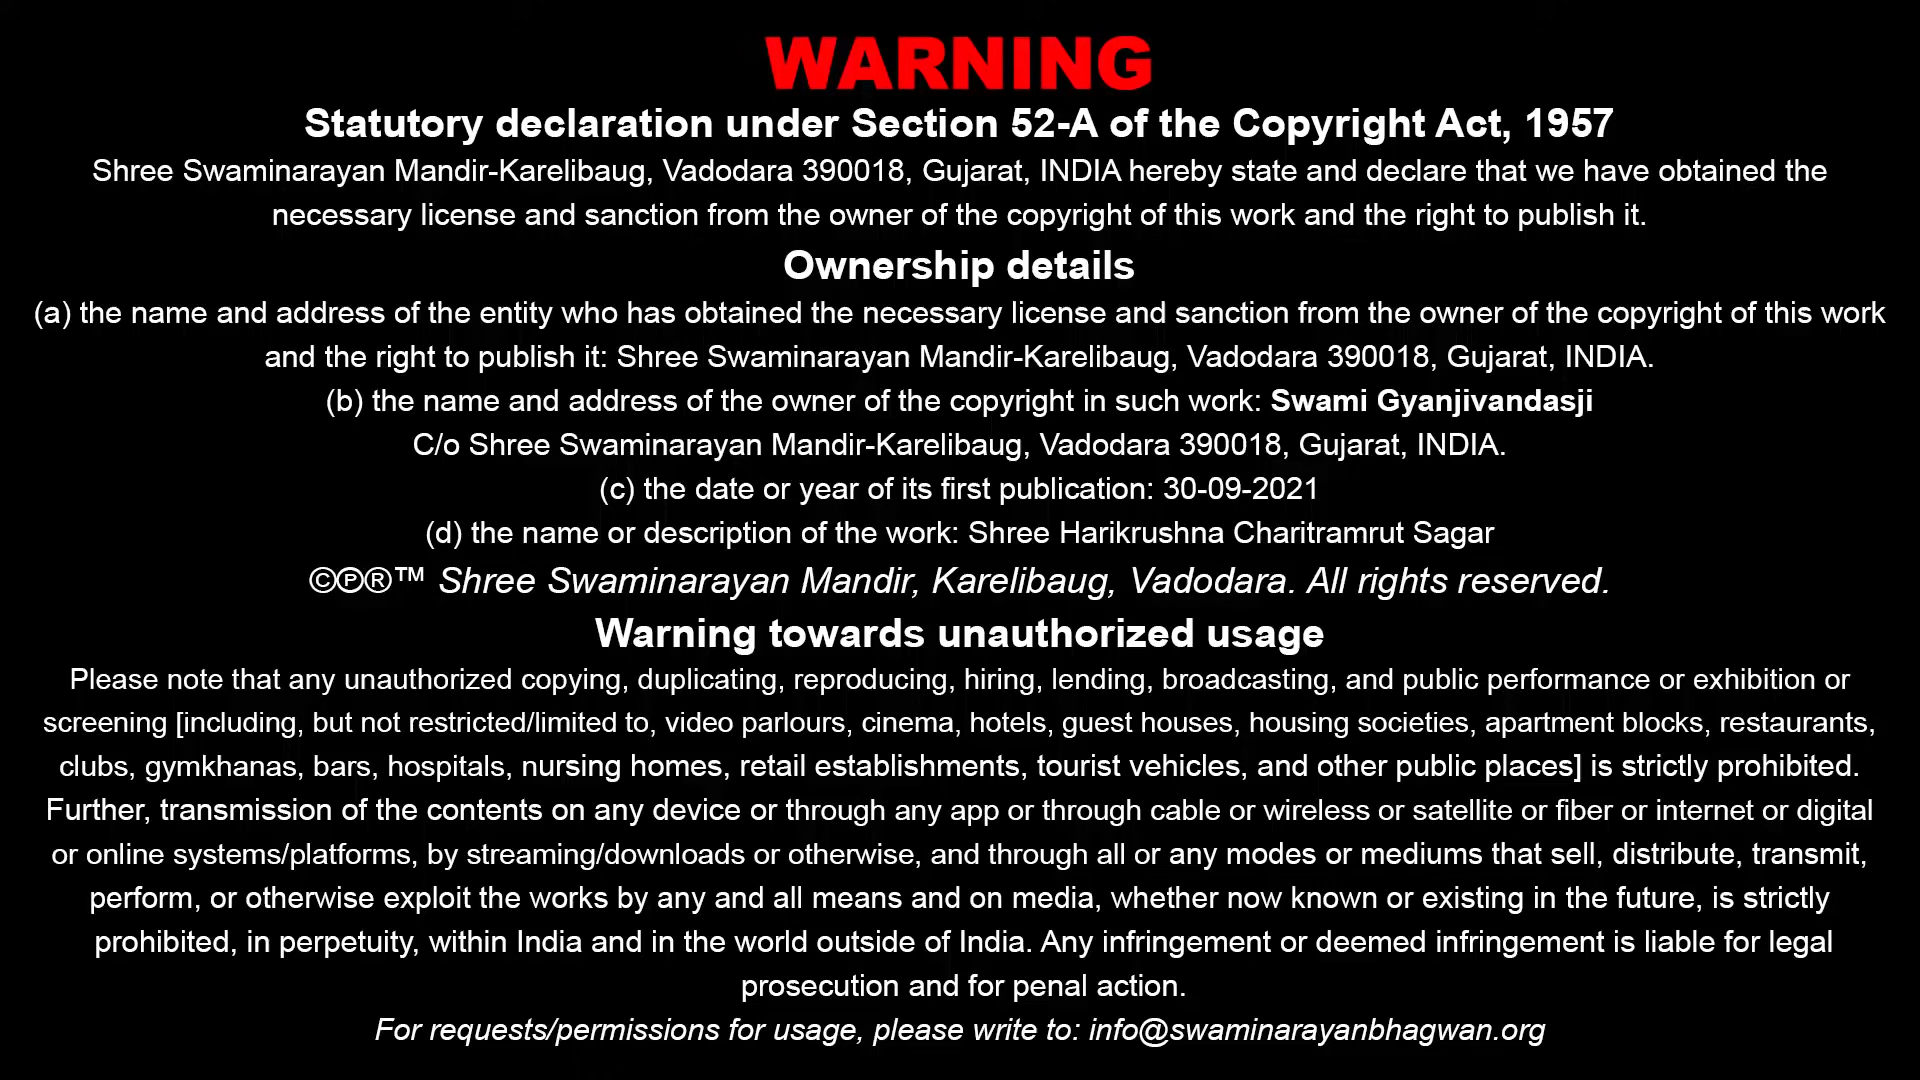 WARNING
Statutory declaration under Section 52-A of the Copyright Act, 1957
Shree Swaminarayan Mandir-Karelibaug, Vadodara 390018, Gujarat, INDIA hereby state and declare that we have obtained the
necessary license and sanction from the owner of the copyright of this work and the right to publish it.
Ownership details
(a) the name and address of the entity who has obtained the necessary license and sanction from the owner of the copyright of this work
and the right to publish it: Shree Swaminarayan Mandir-Karelibaug, Vadodara 390018, Gujarat, INDIA.
(b) the name and address of the owner of the copyright in such work: Swami Gyanjivandasji
C/o Shree Swaminarayan Mandir-Karelibaug, Vadodara 390018, Gujarat, INDIA.
(c) the date or year of its first publication: 30-09-2021
(d) the name or description of the work: Shree Harikrushna Charitramrut Sagar
©℗®™ Shree Swaminarayan Mandir, Karelibaug, Vadodara. All rights reserved.
Warning towards unauthorized usage
Please note that any unauthorized copying, duplicating, reproducing, hiring, lending, broadcasting, and public performance or exhibition or
screening [including, but not restricted/limited to, video parlours, cinema, hotels, guest houses, housing societies, apartment blocks, restaurants,
clubs, gymkhanas, bars, hospitals, nursing homes, retail establishments, tourist vehicles, and other public places] is strictly prohibited.
Further, transmission of the contents on any device or through any app or through cable or wireless or satellite or fiber or internet or digital
or online systems/platforms, by streaming/downloads or otherwise, and through all or any modes or mediums that sell, distribute, transmit,
perform, or otherwise exploit the works by any and all means and on media, whether now known or existing in the future, is strictly
prohibited, in perpetuity, within India and in the world outside of India. Any infringement or deemed infringement is liable for legal
prosecution and for penal action.
For requests/permissions for usage, please write to: info@swaminarayanbhagwan.org